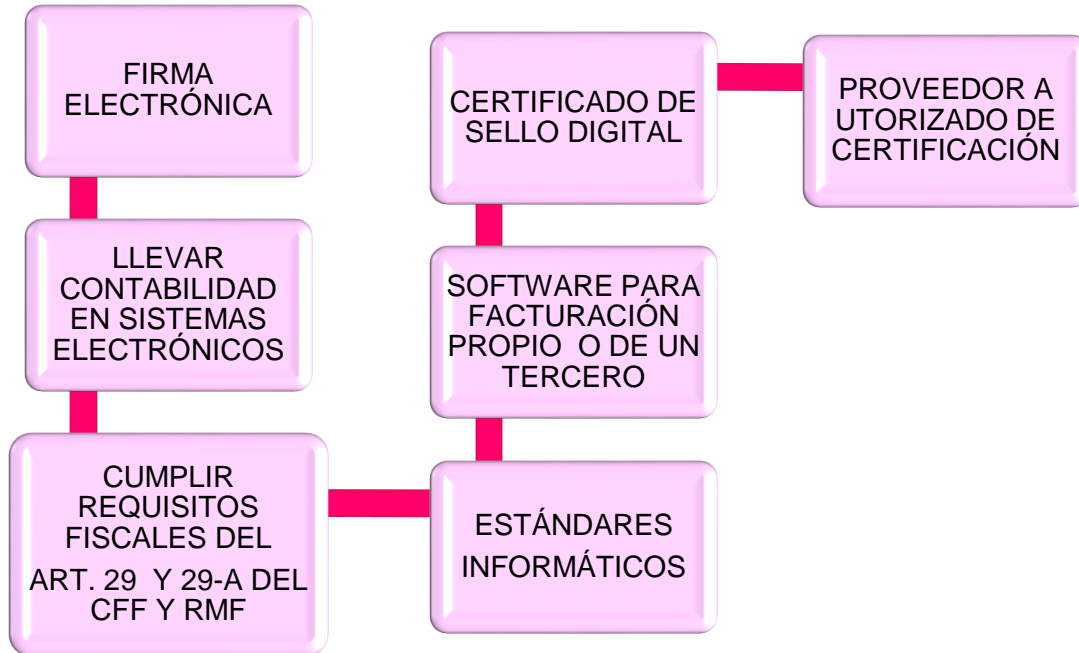 FIRMA
ELECTRÓNICA
LLEVAR
CONTABILIDAD
EN SISTEMAS
ELECTRÓNICOS
CUMPLIR
REQUISITOS
FISCALES DEL
ART. 29 Y 29-A DEL
CFF Y RMF
ESTÁNDARES
INFORMÁTICOS
SOFTWARE PARA
FACTURACIÓN
PROPIO O DE UN
TERCERO
CERTIFICADO DE
SELLO DIGITAL
PROVEEDOR A
UTORIZADO DE
CERTIFICACIÓN